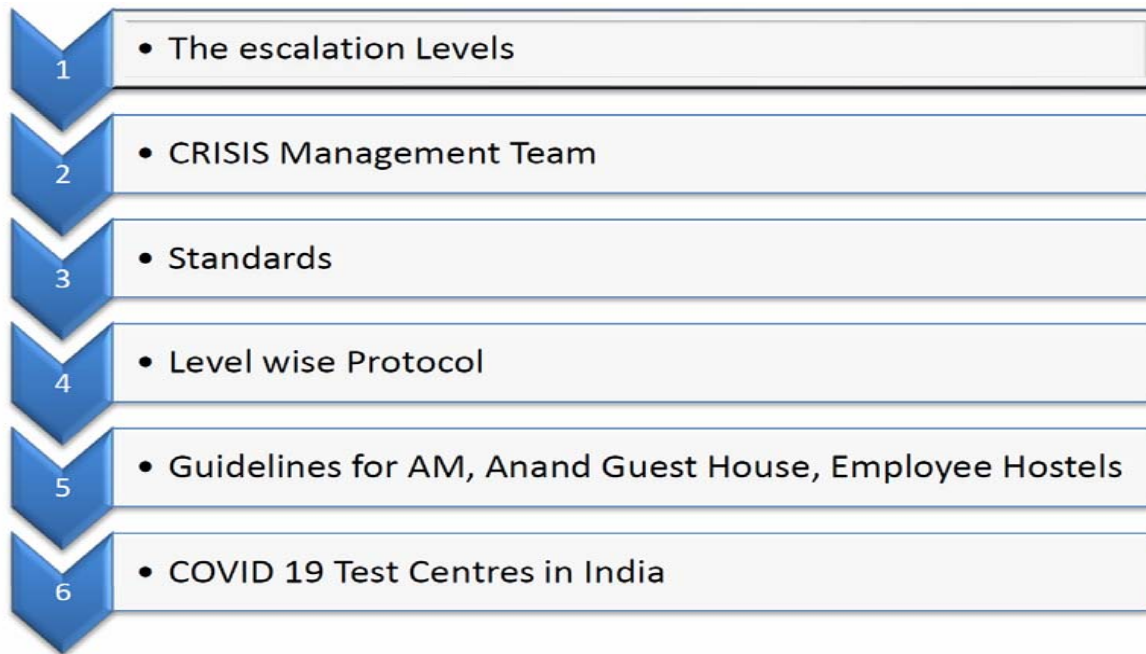 1 • The escalation Levels
2 • CRISIS Management Team
3 • Standards
4 • Level wise Protocol
5 • Guidelines for AM, Anand Guest House, Employee Hostels
6 • COVID 19 Test Centres in India